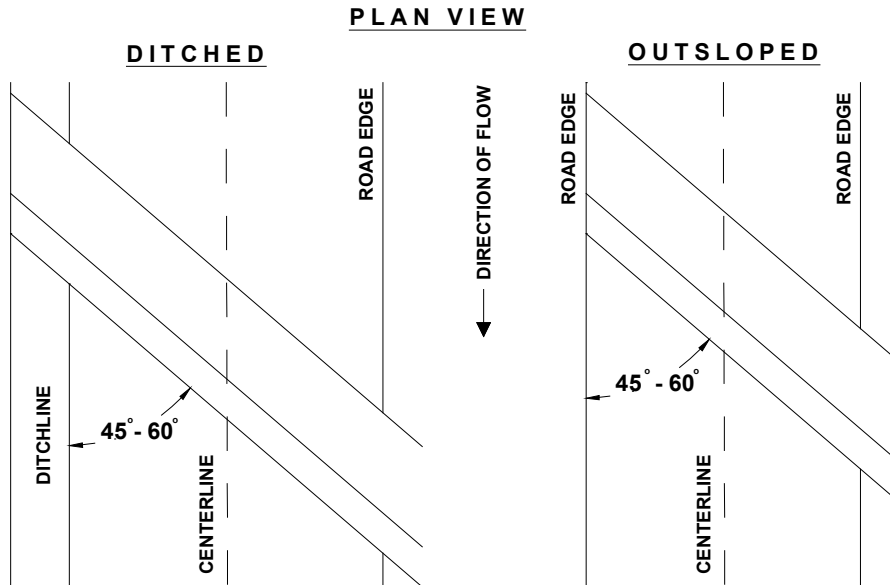 PLAN VIEW
DITCHED
OUTSLOPED
ROAD EDGE
DIRECTION OF FLOW
ROAD EDGE
ROAD EDGE
45° - 60°
45° - 60°
DITCHLINE
CENTERLINE
CENTERLINE